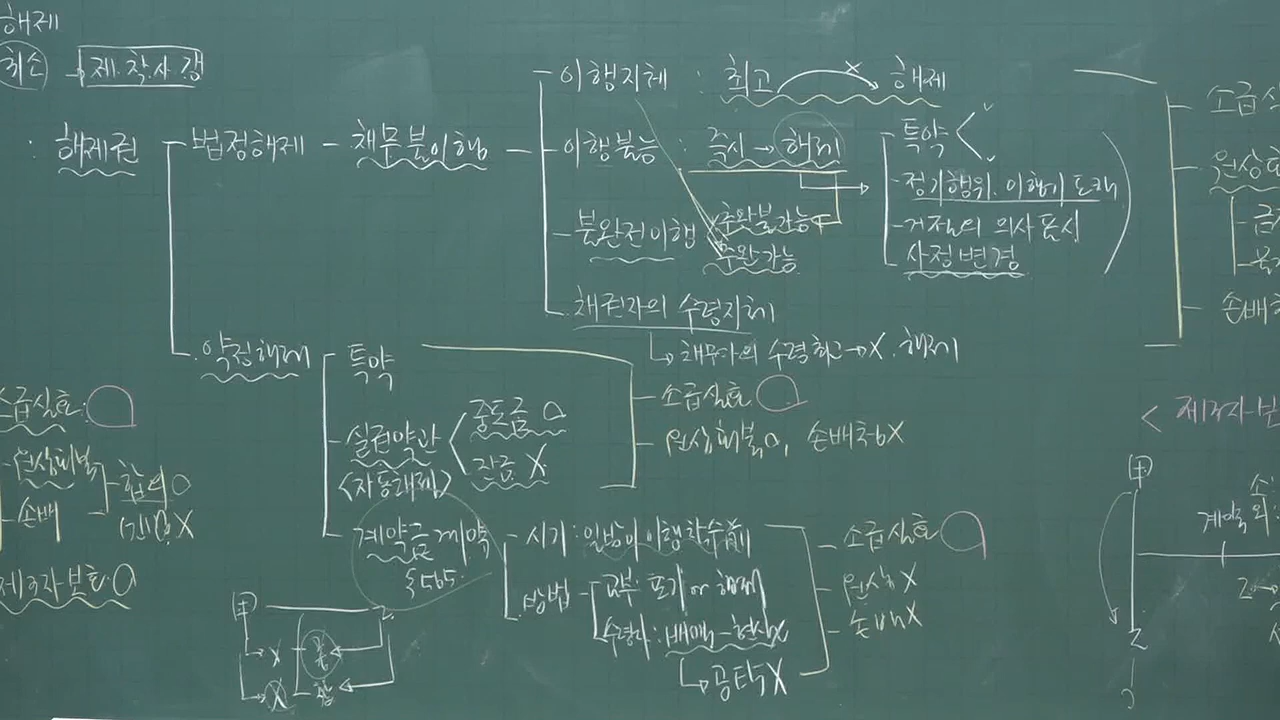 해제
취소 → 제.착.사.강
: 해제권
법정해제 - 채무불이행
이행지체 : 최고 X 해제
이행불능 : 즉시 → 해제
불완전이행 추완불가능
추완가능
채권자의 수령지체
채무자의 수령최고 → X. 해제
특약
정기행위. 이행기 도래
거절의 의사표시
사정변경
소급
원상회
급
손배
약정해제
특약
실권약관 중도금 O
<자동해제> 잔금 X
계약금계약
§565.
소급실효 O
원상회복 O, 손배청 X
시기 : 일방이 이행착수 前
방법 교부 : 포기 or 해제
수령자 : 배액 - 현실
공탁 X
소급실효 O
원상 X
손배 X
소급실효: O
원상회복
손배
합의 O
X
제3자보호: O
甲 乙
X 중
X 잔
< 제3자 보
甲
계약
소
乙
乙